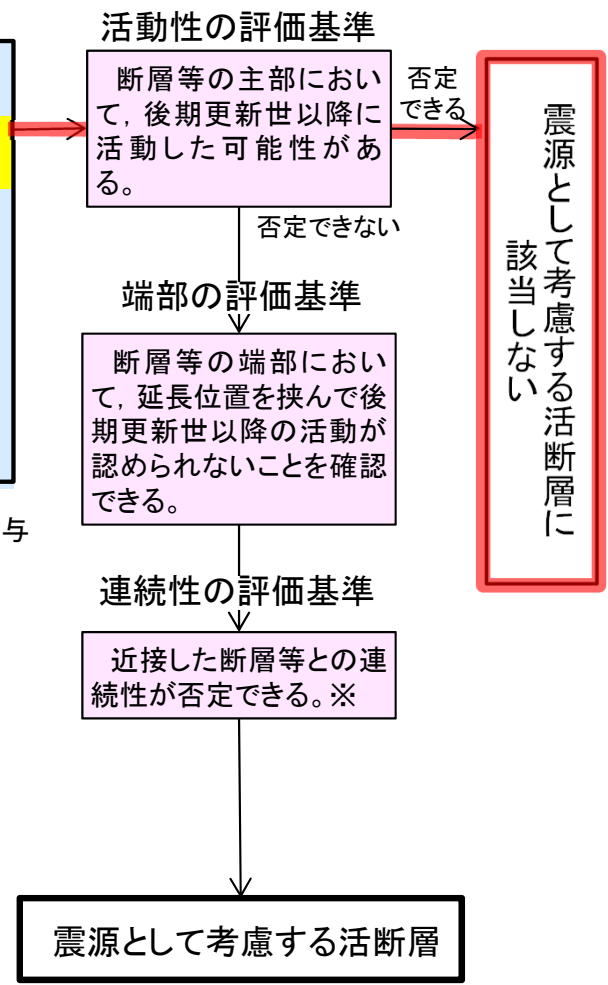 活動性の評価基準
断層等の主部におい
て，後期更新世以降に
活動した可能性があ
る。
否定
できる
震源として考慮する活断層に
該当しない
否定できない
端部の評価基準
断層等の端部におい
て，延長位置を挟んで後
期更新世以降の活動が
認められないことを確認
できる。
与
連続性の評価基準
近接した断層等との連
続性が否定できる。※
震源として考慮する活断層